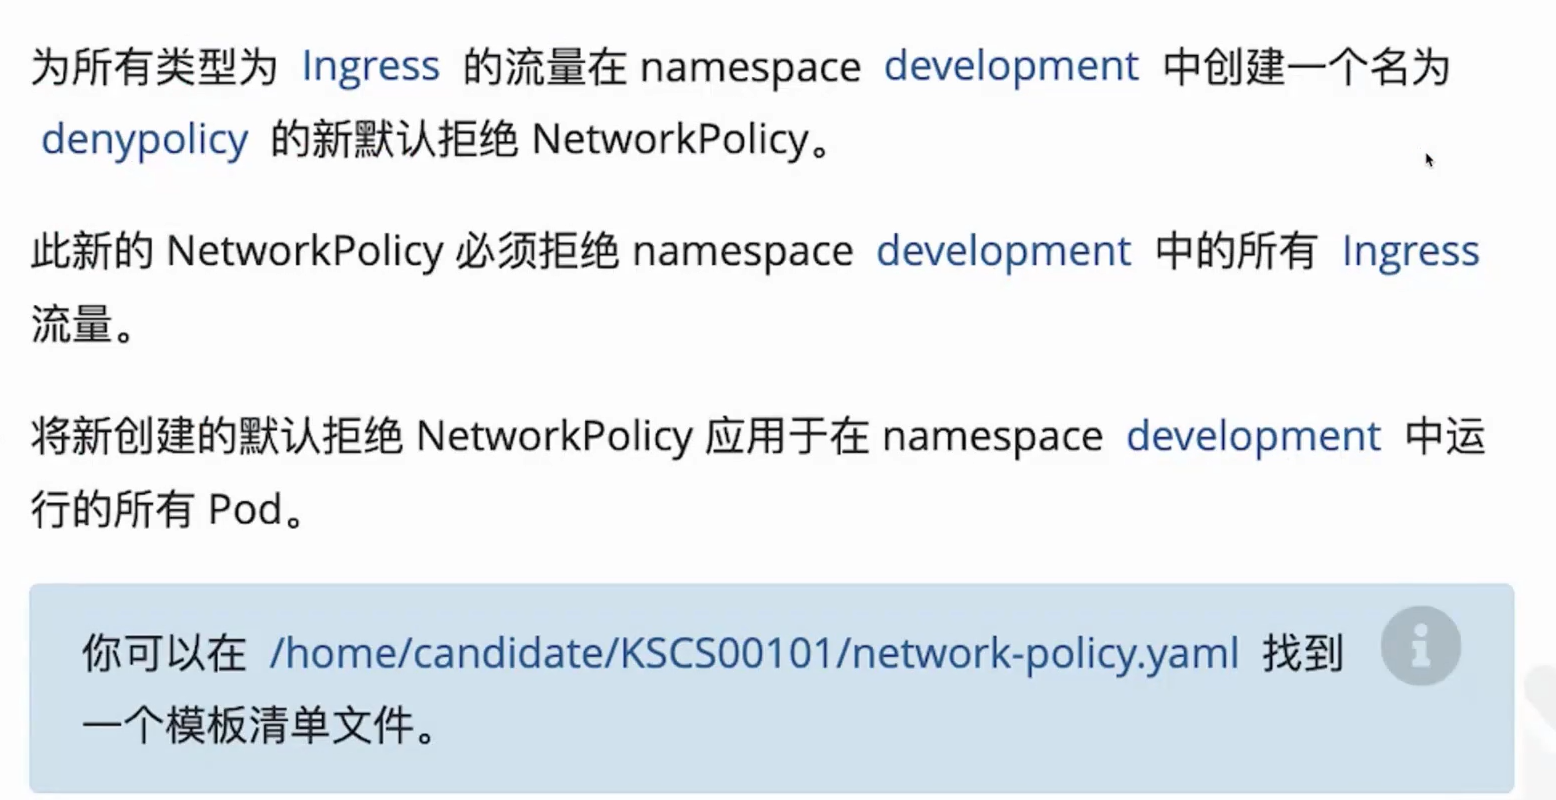 为所有类型为 Ingress 的流量在 namespace development 中创建一个名为
denypolicy 的新默认拒绝 NetworkPolicy。
此新的 NetworkPolicy 必须拒绝 namespace development 中的所有 Ingress
流量。
将新创建的默认拒绝 NetworkPolicy 应用于在 namespace development 中运
行的所有 Pod。
你可以在 /home/candidate/KSCS00101/network-policy.yaml 找到
一个模板清单文件。